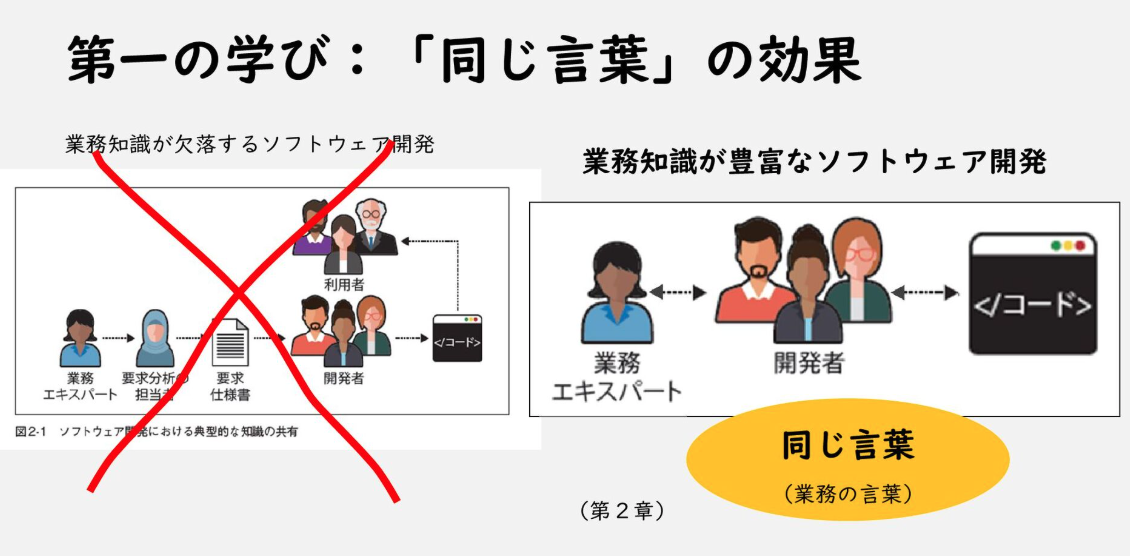 第一の学び：「同じ言葉」の効果
業務知識が欠落するソフトウェア開発
利用者
</コード>
業務
エキスパート
要求分析の
担当者
要求
仕様書
開発者
図2-1 ソフトウェア開発における典型的な知識の共有
業務知識が豊富なソフトウェア開発
</コード>
業務
エキスパート
開発者
同じ言葉
（業務の言葉）
（第２章）